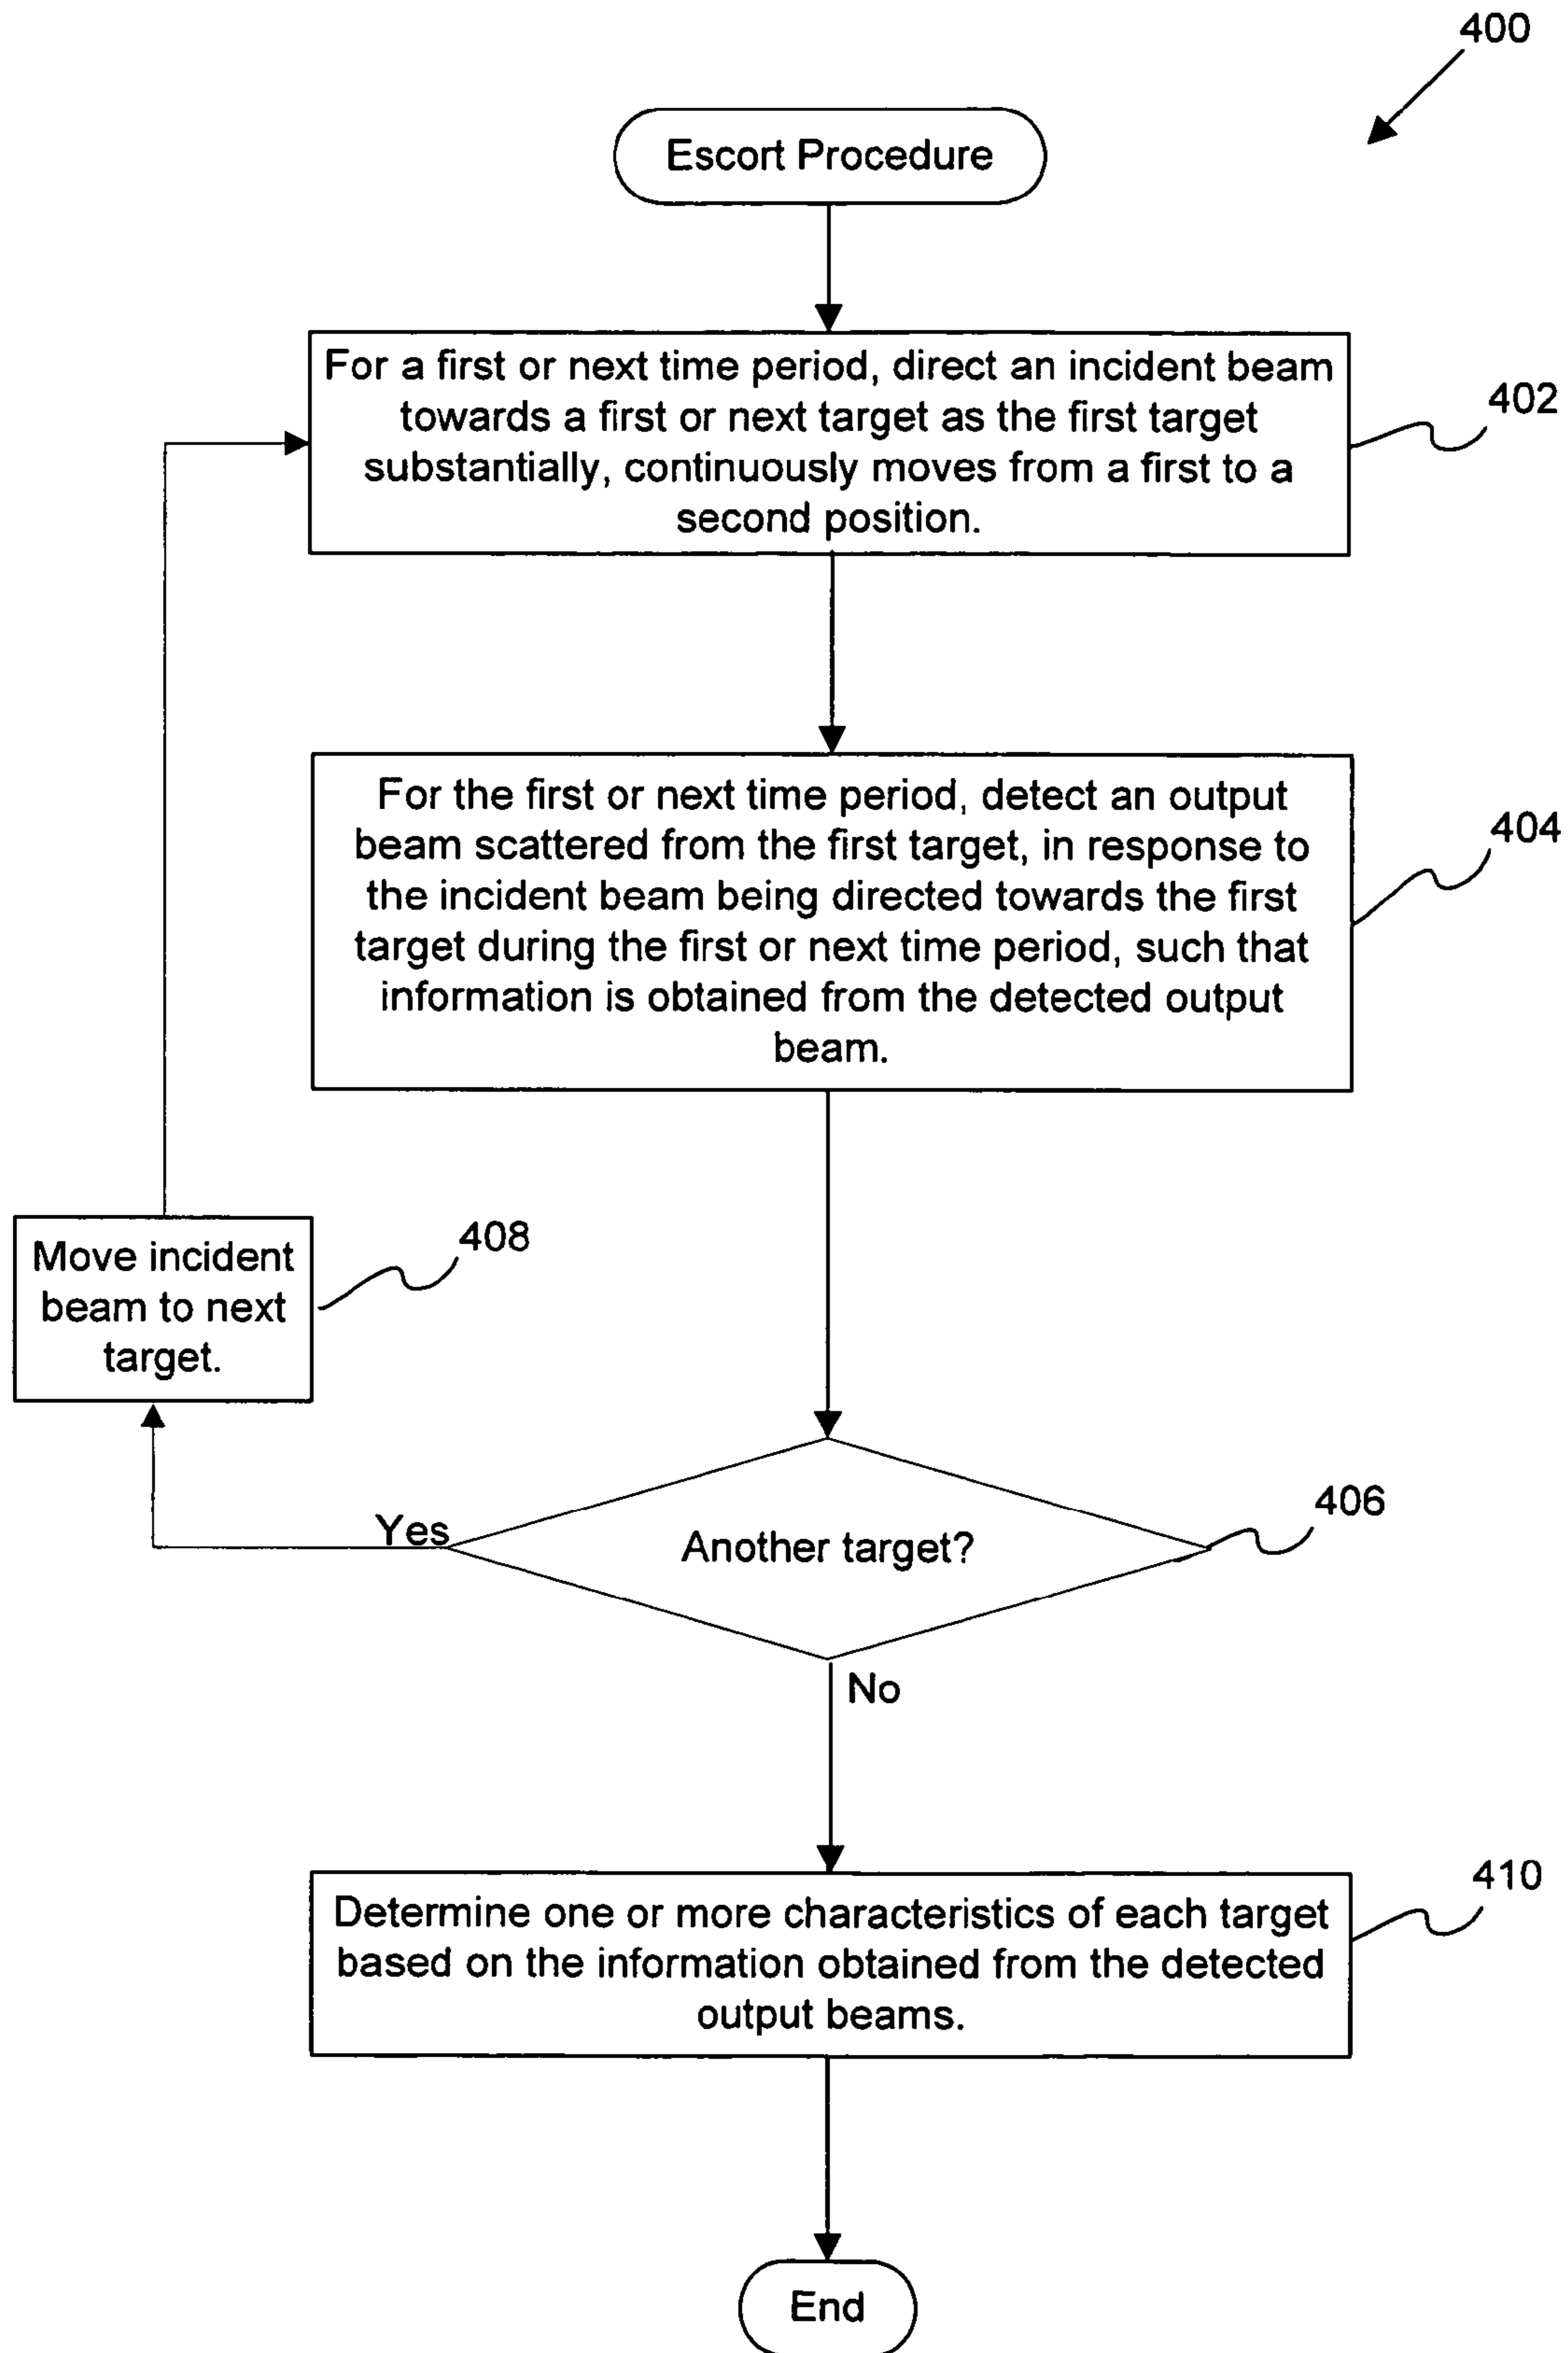 400
Escort Procedure
For a first or next time period, direct an incident beam
towards a first or next target as the first target
substantially, continuously moves from a first to a
second position.
402
For the first or next time period, detect an output
beam scattered from the first target, in response to
the incident beam being directed towards the first
target during the first or next time period, such that
information is obtained from the detected output
beam.
404
Move incident
beam to next
target.
408
Yes
Another target?
406
No
Determine one or more characteristics of each target
based on the information obtained from the detected
output beams.
410
End